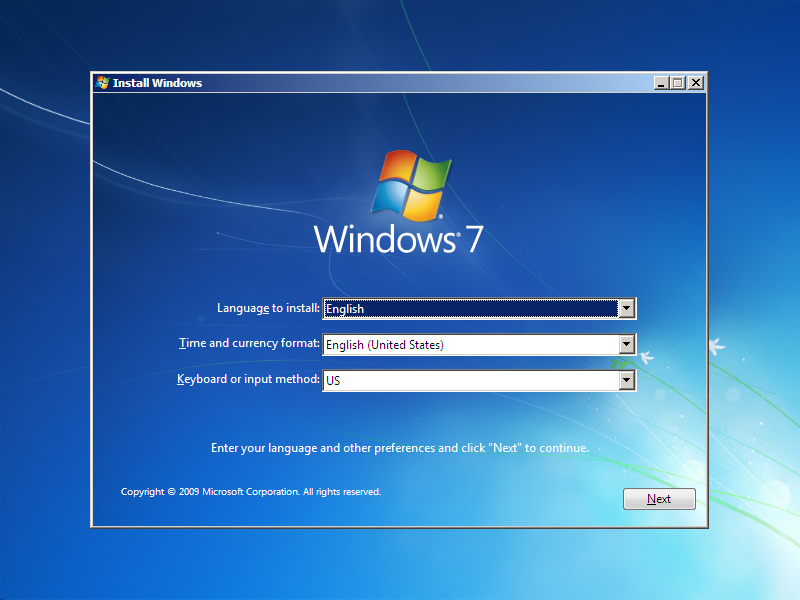 Install Windows
Windows® 7
Language to install: English
Time and currency format: English (United States)
Keyboard or input method: US
Enter your language and other preferences and click "Next" to continue.
Copyright © 2009 Microsoft Corporation. All rights reserved.
Next